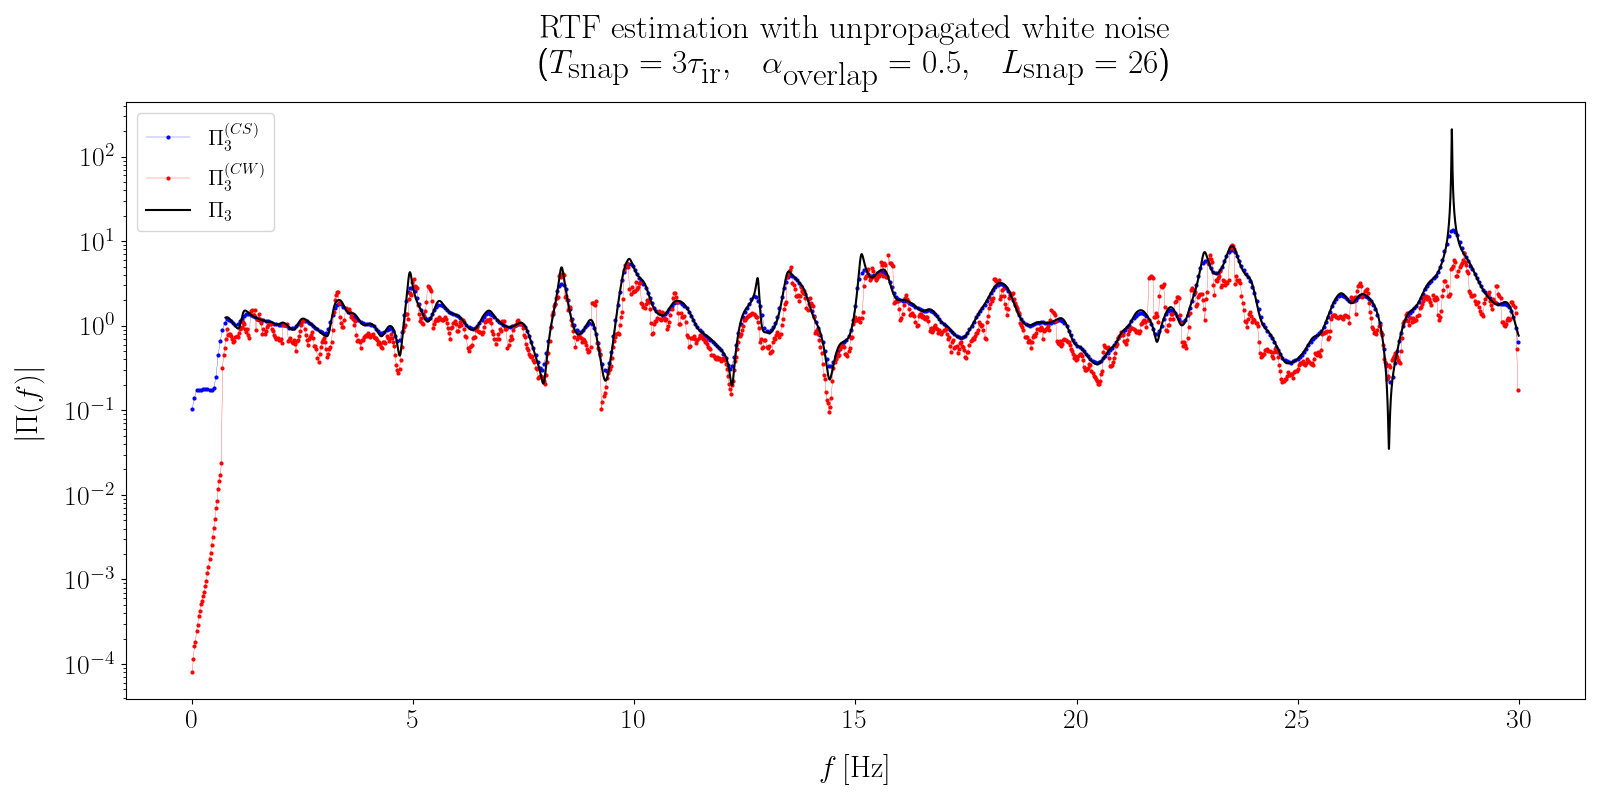 RTF estimation with unpropagated white noise
(T_snap = 3τ_ir, α_overlap = 0.5, L_snap = 26)
Π_3^(CS)
Π_3^(CW)
Π_3
|Π(f)|
10^2
10^1
10^0
10^−1
10^−2
10^−3
10^−4
0 5 10 15 20 25 30
f [Hz]